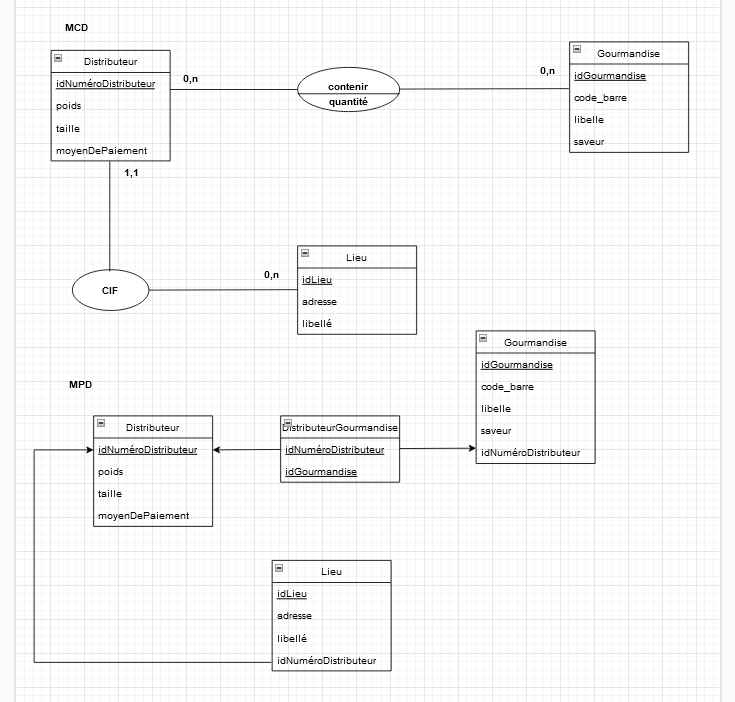 MCD
Distributeur
idNuméroDistributeur
poids
taille
moyenDePaiement
0,n
contenir
quantité
0,n
Gourmandise
idGourmandise
code_barre
libelle
saveur
1,1
CIF
0,n
Lieu
idLieu
adresse
libellé
MPD
Distributeur
idNuméroDistributeur
poids
taille
moyenDePaiement
DistributeurGourmandise
idNuméroDistributeur
idGourmandise
Gourmandise
idGourmandise
code_barre
libelle
saveur
idNuméroDistributeur
Lieu
idLieu
adresse
libellé
idNuméroDistributeur